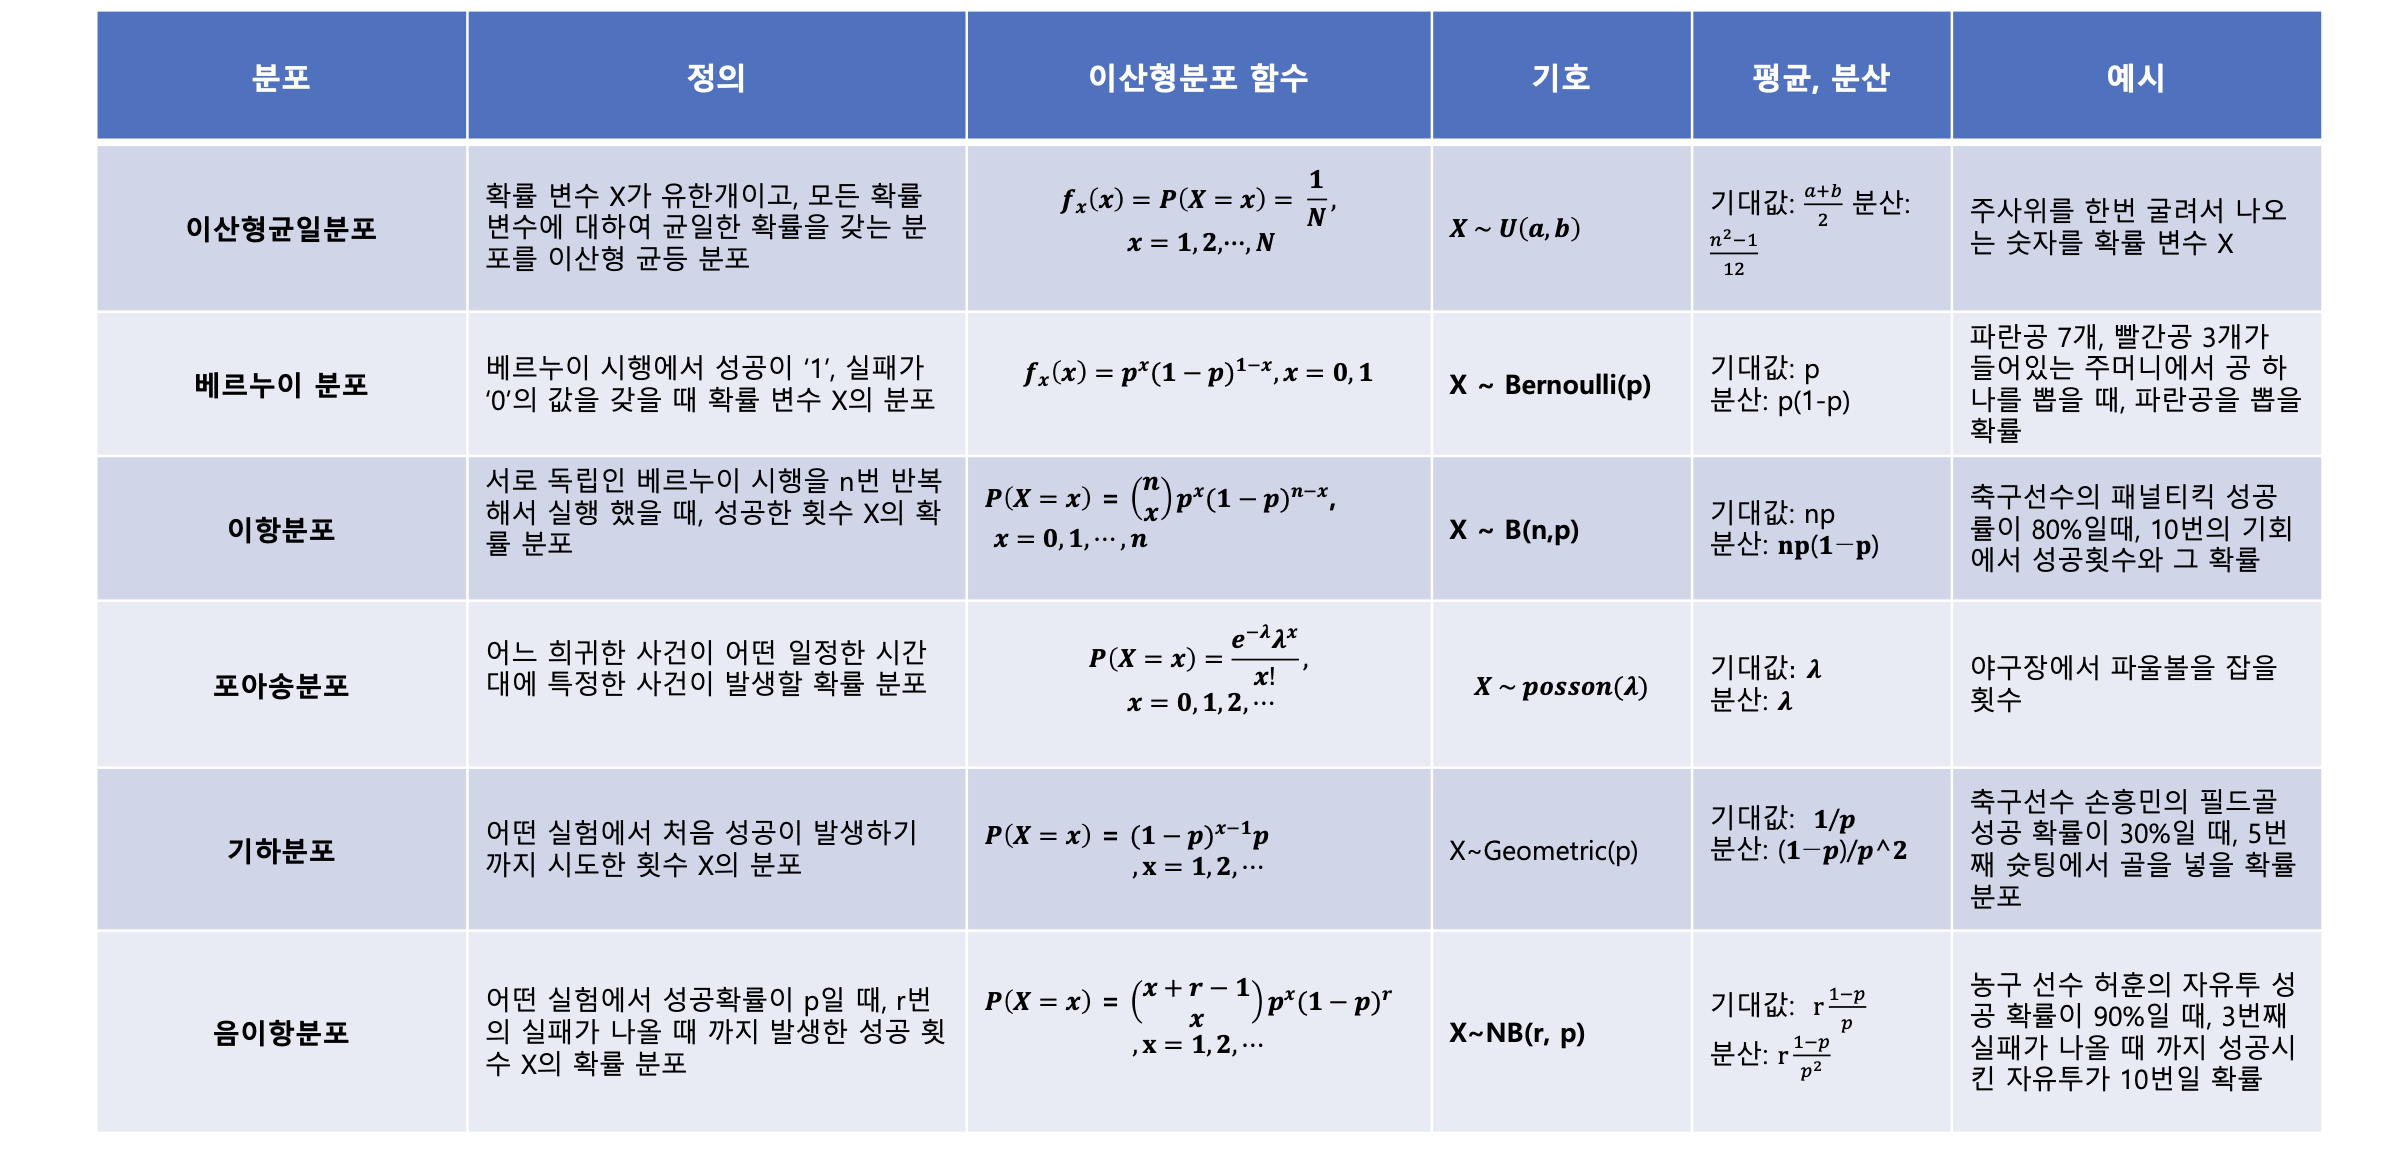 분포 정의 이산형분포 함수 기호 평균, 분산 예시
이산형균일분포
확률 변수 X가 유한개이고, 모든 확률
변수에 대하여 균일한 확률을 갖는 분
포를 이산형 균등 분포
fₓ(x) = P(X = x) = 1/N,
x = 1, 2,⋯, N
X ~ U(a, b)
기대값: (a+b)/2 분산:
(n²−1)/12
주사위를 한번 굴려서 나오
는 숫자를 확률 변수 X
베르누이 분포
베르누이 시행에서 성공이 ‘1’, 실패가
‘0’의 값을 갖을 때 확률 변수 X의 분포
fₓ(x) = pˣ(1 − p)¹⁻ˣ, x = 0, 1
X ~ Bernoulli(p)
기대값: p
분산: p(1-p)
파란공 7개, 빨간공 3개가
들어있는 주머니에서 공 하
나를 뽑을 때, 파란공을 뽑을
확률
이항분포
서로 독립인 베르누이 시행을 n번 반복
해서 실행 했을 때, 성공한 횟수 X의 확
률 분포
P(X = x) = (n x) pˣ(1 − p)ⁿ⁻ˣ,
x = 0, 1, ⋯ , n
X ~ B(n,p)
기대값: np
분산: np(1−p)
축구선수의 패널티킥 성공
률이 80%일때, 10번의 기회
에서 성공횟수와 그 확률
포아송분포
어느 희귀한 사건이 어떤 일정한 시간
대에 특정한 사건이 발생할 확률 분포
P(X = x) = e^−λ λˣ / x!,
x = 0, 1, 2, ⋯
X ~ posson(λ)
기대값: λ
분산: λ
야구장에서 파울볼을 잡을
횟수
기하분포
어떤 실험에서 처음 성공이 발생하기
까지 시도한 횟수 X의 분포
P(X = x) = (1 − p)ˣ⁻¹p
,x = 1, 2, ⋯
X~Geometric(p)
기대값: 1/p
분산: (1−p)/p^2
축구선수 손흥민의 필드골
성공 확률이 30%일 때, 5번
째 슛팅에서 골을 넣을 확률
분포
음이항분포
어떤 실험에서 성공확률이 p일 때, r번
의 실패가 나올 때 까지 발생한 성공 횟
수 X의 확률 분포
P(X = x) = (x + r − 1 x) pˣ(1 − p)ʳ
,x = 1, 2, ⋯
X~NB(r, p)
기대값: r (1−p)/p
분산: r (1−p)/p²
농구 선수 허훈의 자유투 성
공 확률이 90%일 때, 3번째
실패가 나올 때 까지 성공시
킨 자유투가 10번일 확률